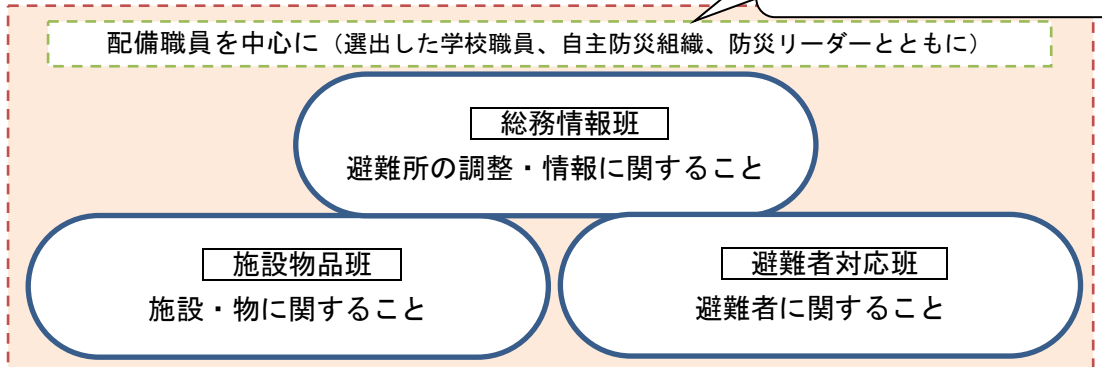 配備職員を中心に（選出した学校職員、自主防災組織、防災リーダーとともに）
総務情報班
避難所の調整・情報に関すること
施設物品班
施設・物に関すること
避難者対応班
避難者に関すること